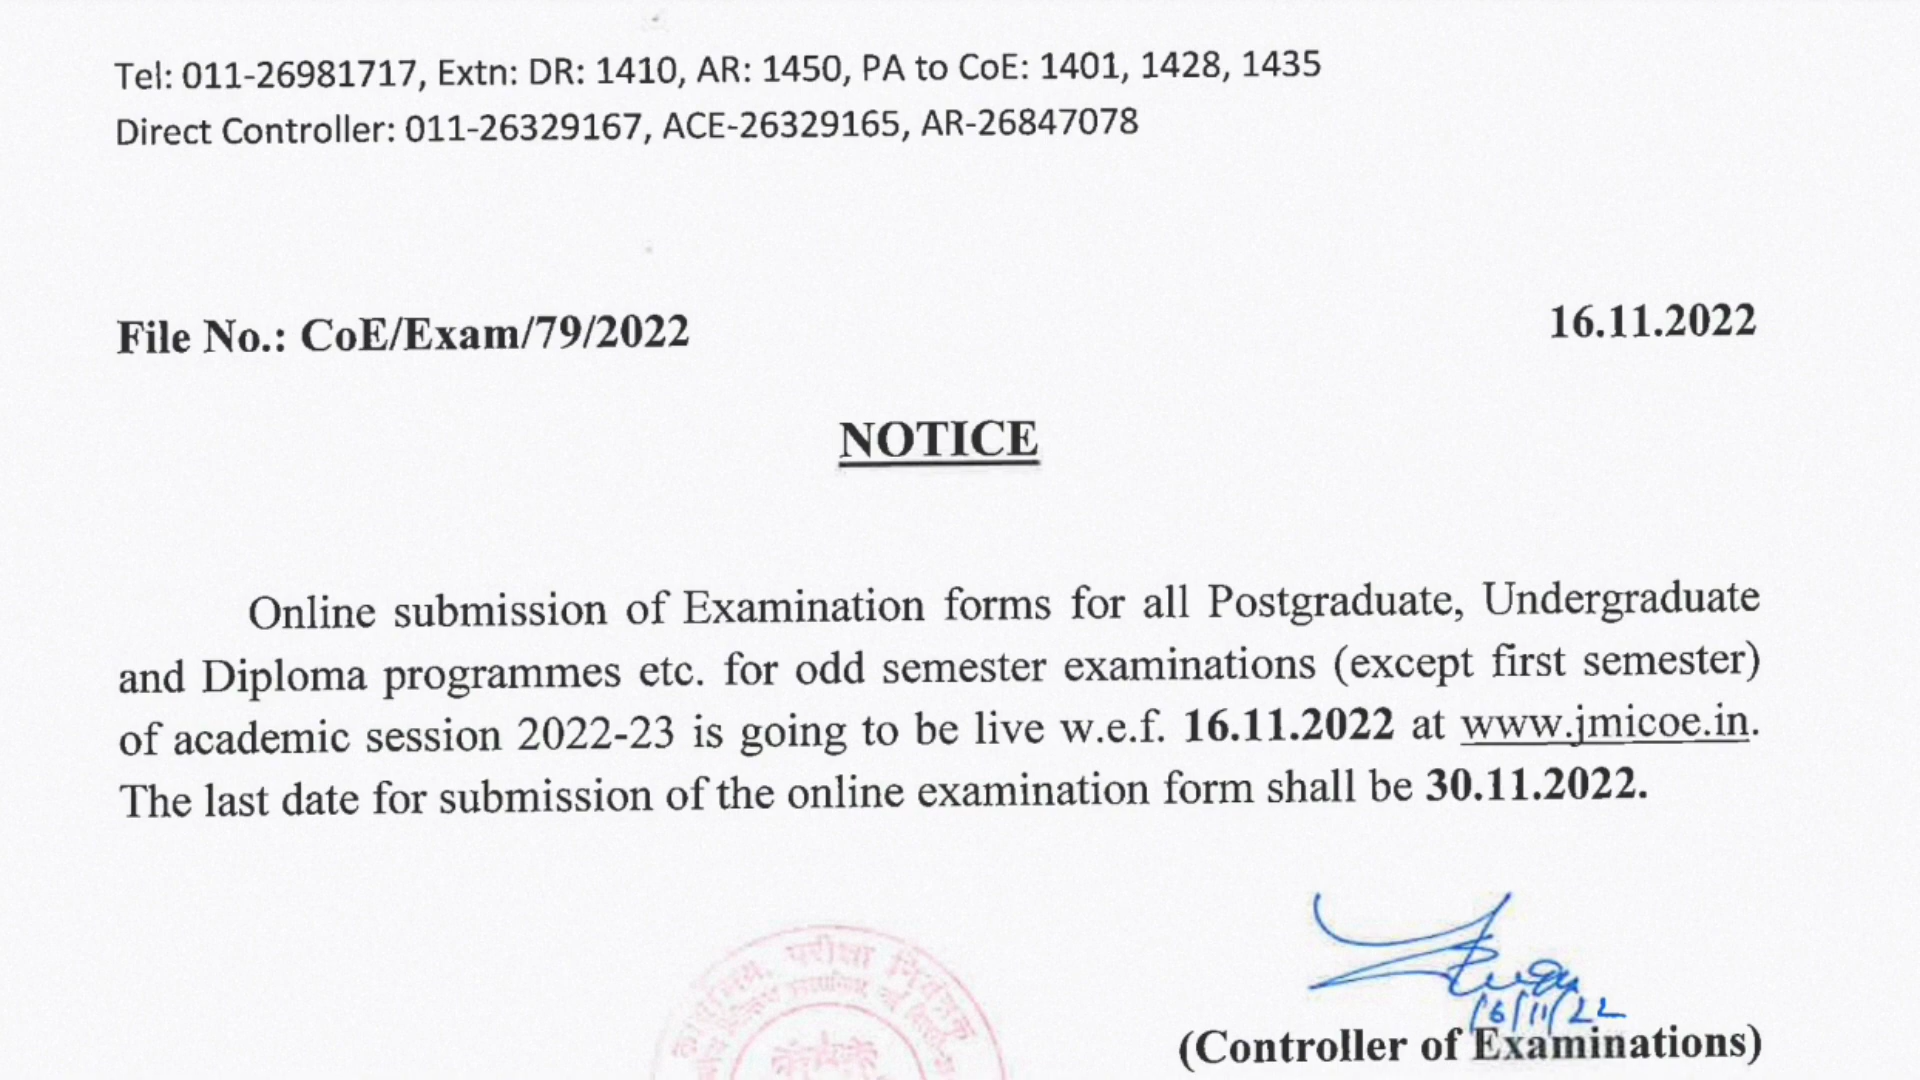 Tel: 011-26981717, Extn: DR: 1410, AR: 1450, PA to CoE: 1401, 1428, 1435
Direct Controller: 011-26329167, ACE-26329165, AR-26847078
File No.: CoE/Exam/79/2022 16.11.2022
NOTICE
Online submission of Examination forms for all Postgraduate, Undergraduate
and Diploma programmes etc. for odd semester examinations (except first semester)
of academic session 2022-23 is going to be live w.e.f. 16.11.2022 at www.jmicoe.in.
The last date for submission of the online examination form shall be 30.11.2022.
परीक्षा नियंत्रक
16/11/22
(Controller of Examinations)